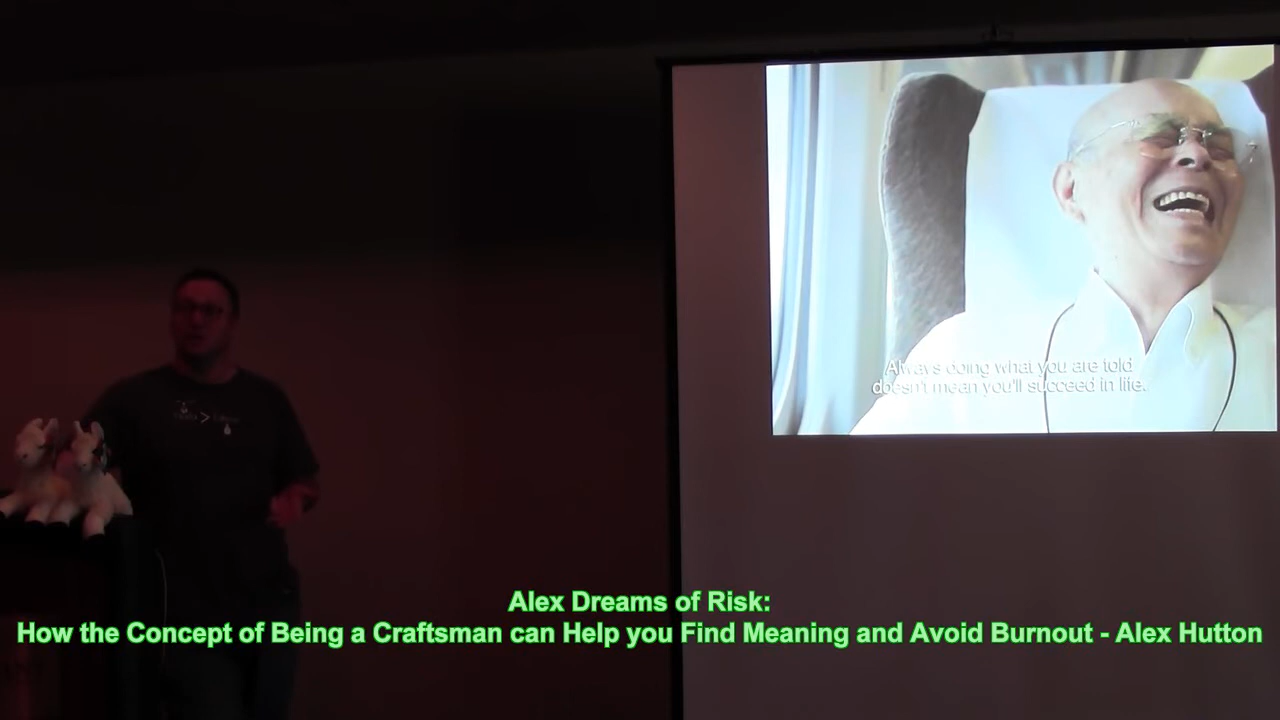 Always doing what you are told
doesn't mean you'll succeed in life.
Alex Dreams of Risk:
How the Concept of Being a Craftsman can Help you Find Meaning and Avoid Burnout - Alex Hutton